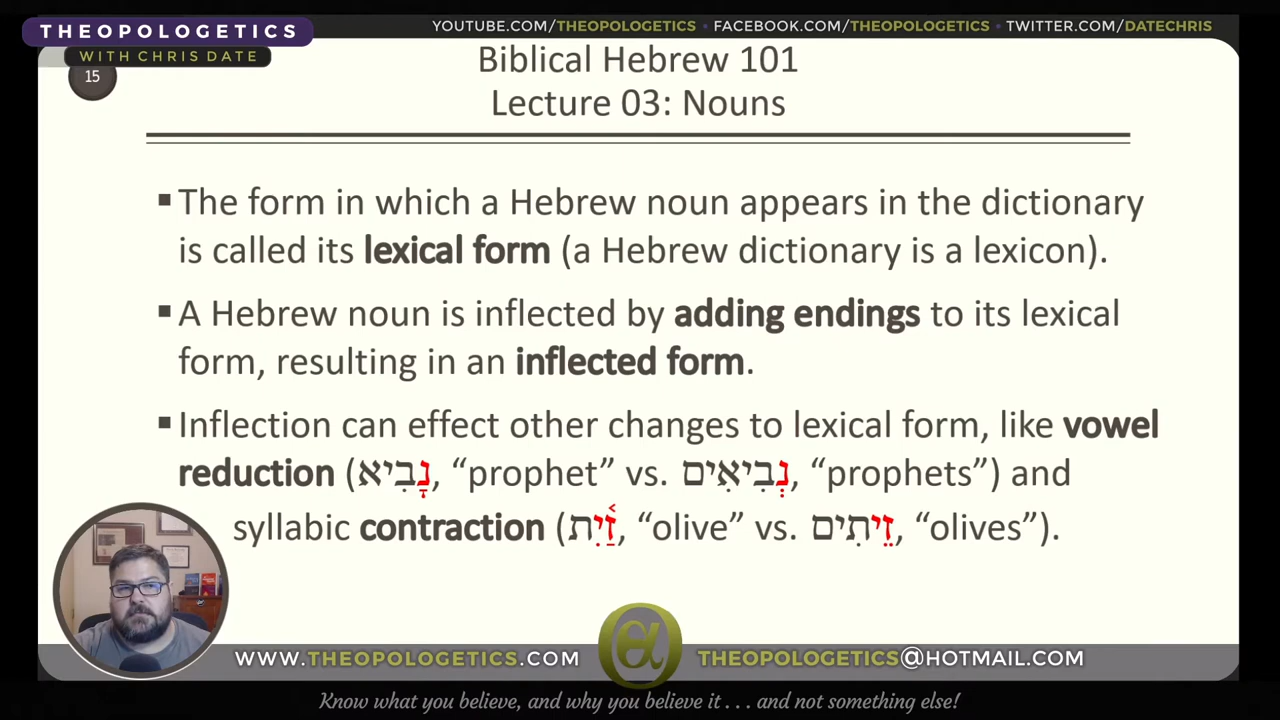 THEOPOLOGETICS
WITH CHRIS DATE
YOUTUBE.COM/THEOPOLOGETICS • FACEBOOK.COM/THEOPOLOGETICS • TWITTER.COM/DATECHRIS
15
Biblical Hebrew 101
Lecture 03: Nouns
▪ The form in which a Hebrew noun appears in the dictionary
is called its lexical form (a Hebrew dictionary is a lexicon).
▪ A Hebrew noun is inflected by adding endings to its lexical
form, resulting in an inflected form.
▪ Inflection can effect other changes to lexical form, like vowel
reduction (נָבִיא, “prophet” vs. נְבִיאִים, “prophets”) and
syllabic contraction (זַ֫יִת, “olive” vs. זֵיתִים, “olives”).
WWW.THEOPOLOGETICS.COM
THEOPOLOGETICS@HOTMAIL.COM
Know what you believe, and why you believe it . . . and not something else!